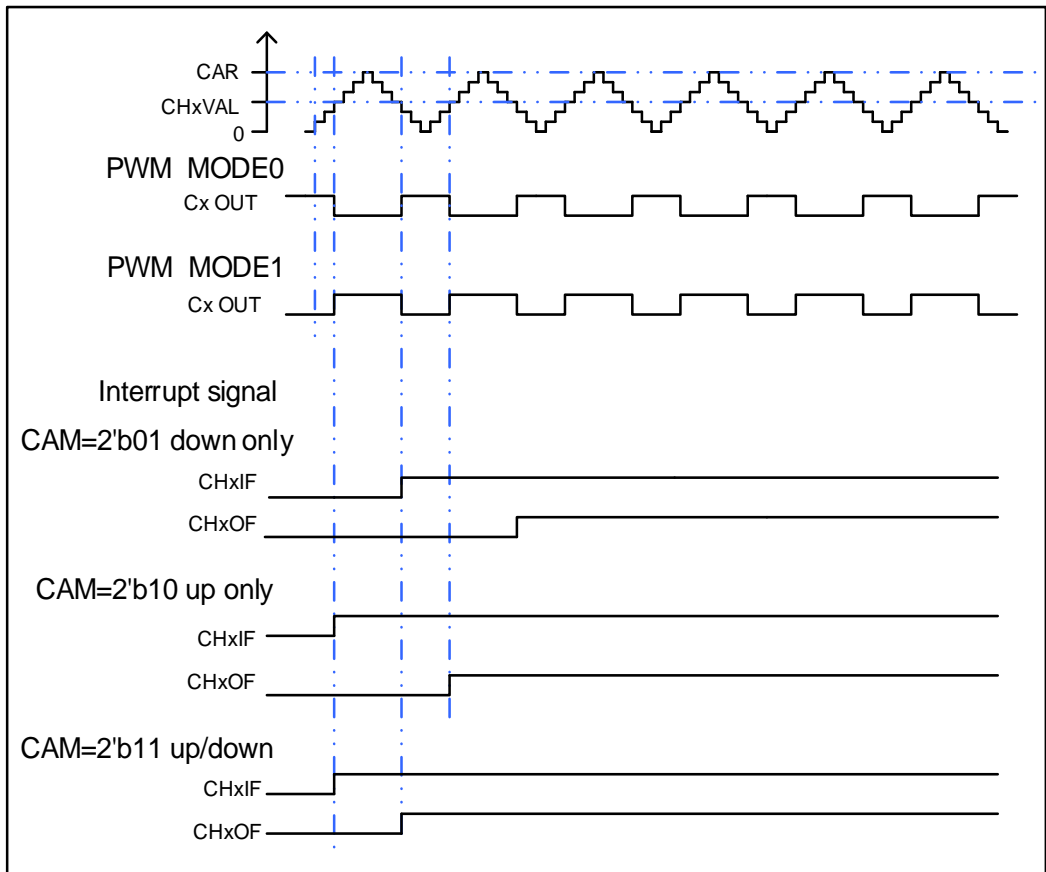 CAR
CHxVAL
0
PWM MODE0
Cx OUT
PWM MODE1
Cx OUT
Interrupt signal
CAM=2'b01 down only
CHxIF
CHxOF
CAM=2'b10 up only
CHxIF
CHxOF
CAM=2'b11 up/down
CHxIF
CHxOF